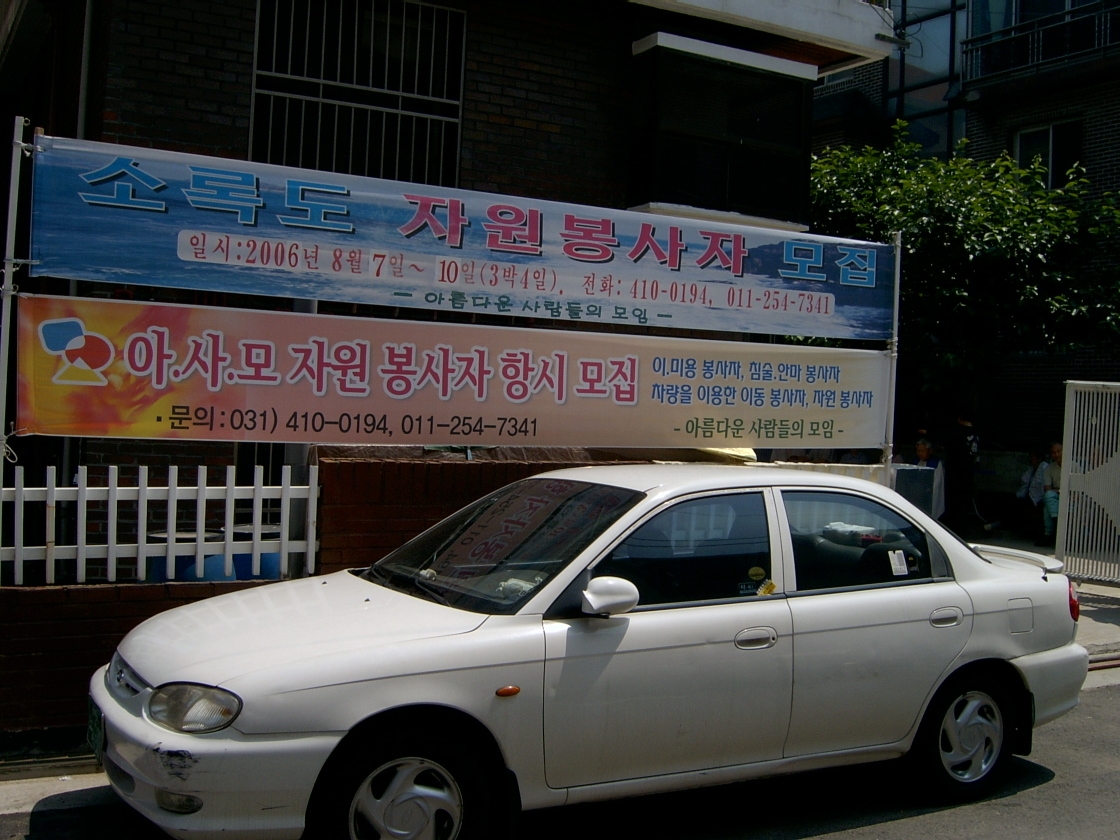 소록도 자원봉사자 모집
일시:2006년 8월 7일~ 10일(3박4일). 전화: 410-0194, 011-254-7341
- 아름다운 사람들의 모임 -
아.사.모 자원 봉사자 항시 모집
이.미용 봉사자, 침술.안마 봉사자
차량을 이용한 이동 봉사자, 자원 봉사자
·문의:031) 410-0194, 011-254-7341
- 아름다운 사람들의 모임 -